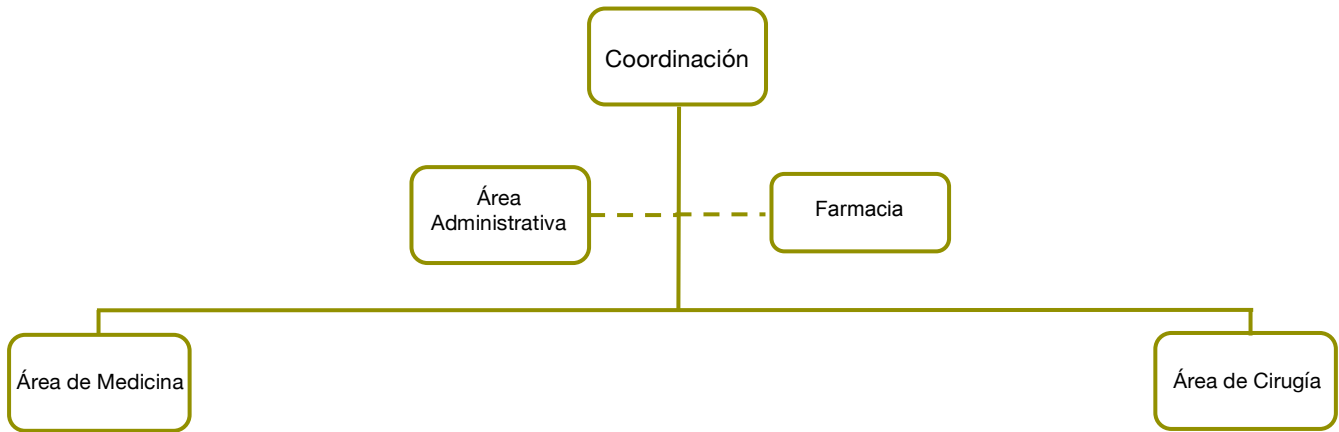 Coordinación
Área
Administrativa
Farmacia
Área de Medicina
Área de Cirugía